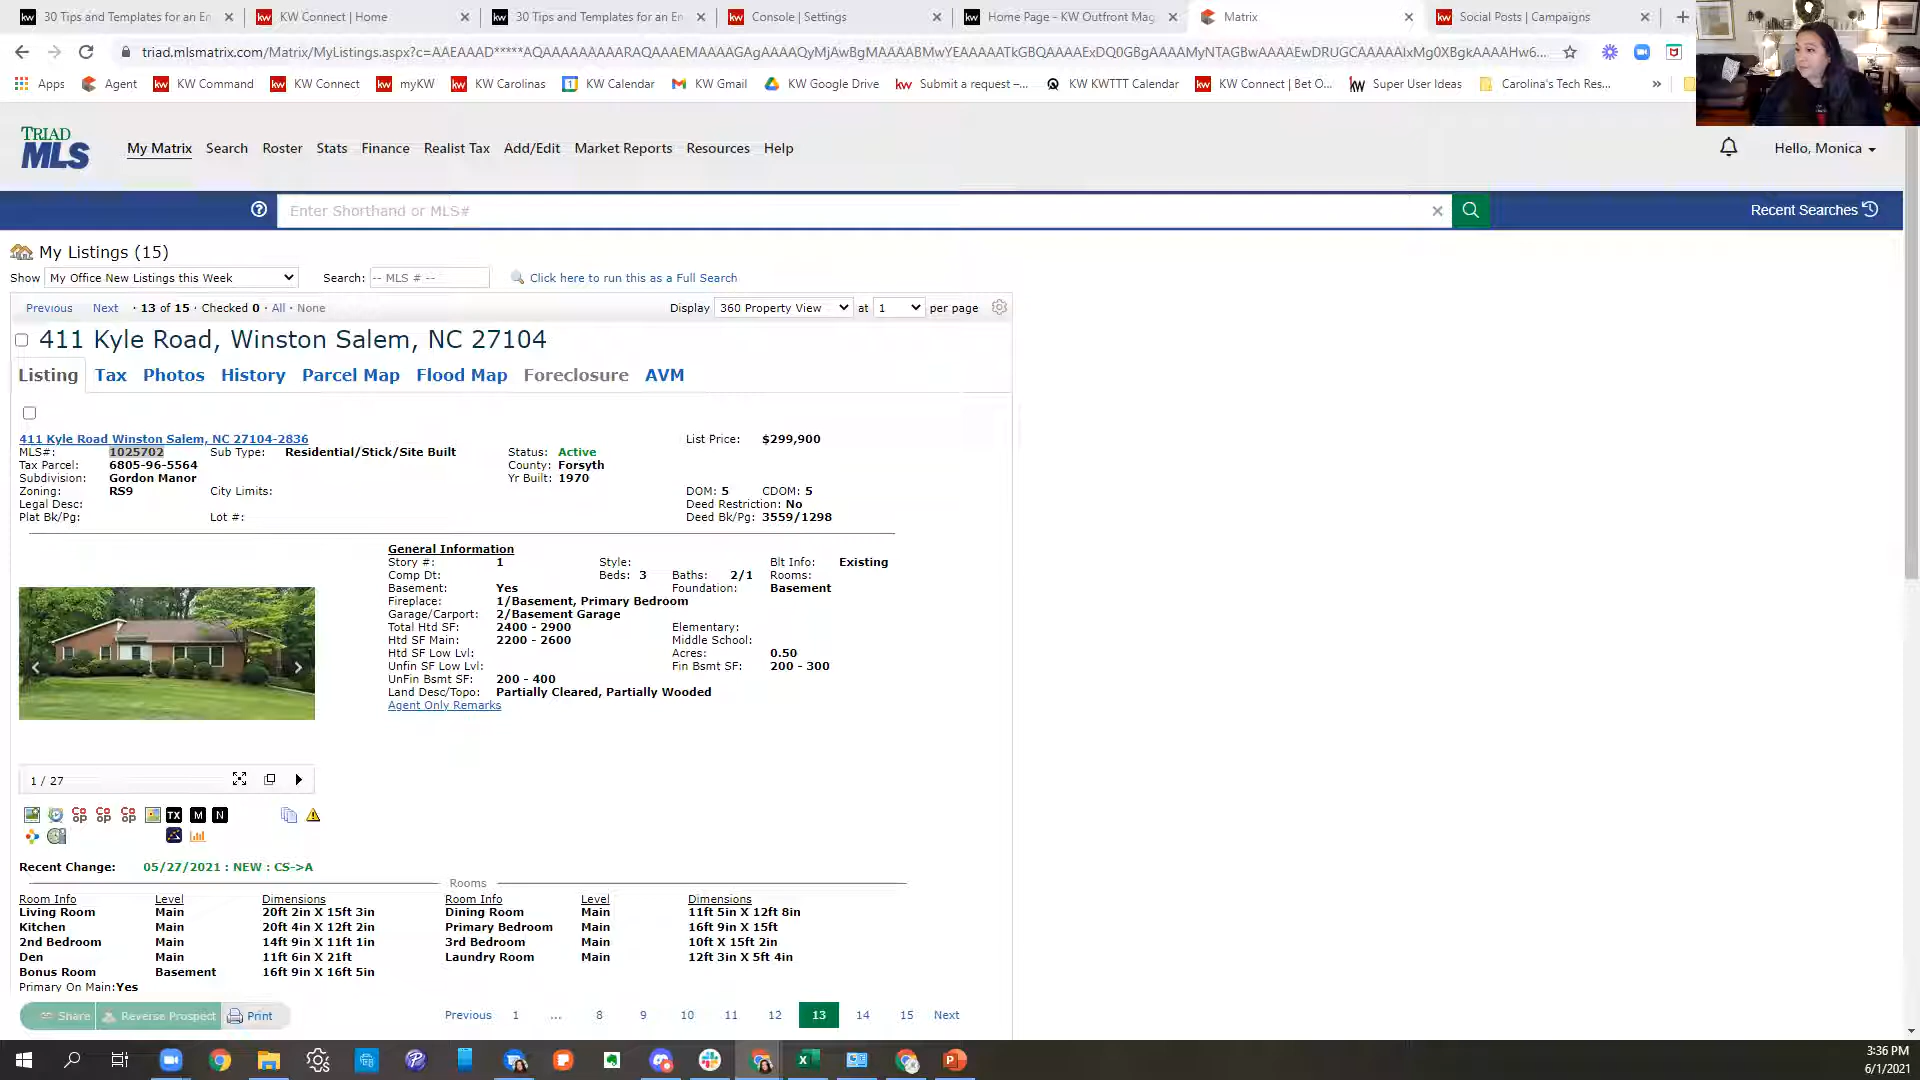 30 Tips and Templates for an En
KW Connect | Home
30 Tips and Templates for an En
Console | Settings
Home Page - KW Outfront Mag
Matrix
Social Posts | Campaigns
triad.mlsmatrix.com/Matrix/MyListings.aspx?c=AAEAAAD*****AQAAAAAAAAARAQAAAEMAAAAGAgAAAAQyMjAwBgMAAAABMwYEAAAAATkGBQAAAAExDQ0GBgAAAAMyNTAGBwAAAAEwDRUGCAAAAAIxMg0XBgkAAAAHw6...
Apps
Agent
KW Command
KW Connect
myKW
KW Carolinas
KW Calendar
KW Gmail
KW Google Drive
Submit a request –...
KW KWTTT Calendar
KW Connect | Bet O...
Super User Ideas
Carolina's Tech Res...
TRIAD MLS
My Matrix
Search
Roster
Stats
Finance
Realist Tax
Add/Edit
Market Reports
Resources
Help
Hello, Monica
Enter Shorthand or MLS#
Recent Searches
My Listings (15)
Show My Office New Listings this Week Search: -- MLS # -- Click here to run this as a Full Search
Previous Next · 13 of 15 · Checked 0 · All · None Display 360 Property View at 1 per page
411 Kyle Road, Winston Salem, NC 27104
Listing Tax Photos History Parcel Map Flood Map Foreclosure AVM
411 Kyle Road Winston Salem, NC 27104-2836 List Price: $299,900
MLS#: 1025702 Sub Type: Residential/Stick/Site Built Status: Active
Tax Parcel: 6805-96-5564 County: Forsyth
Subdivision: Gordon Manor Yr Built: 1970
Zoning: RS9 City Limits: DOM: 5 CDOM: 5
Legal Desc: Deed Restriction: No
Plat Bk/Pg: Lot #: Deed Bk/Pg: 3559/1298
General Information
Story #: 1 Style: Blt Info: Existing
Comp Dt: Beds: 3 Baths: 2/1 Rooms:
Basement: Yes Foundation: Basement
Fireplace: 1/Basement, Primary Bedroom
Garage/Carport: 2/Basement Garage
Total Htd SF: 2400 - 2900 Elementary:
Htd SF Main: 2200 - 2600 Middle School:
Htd SF Low Lvl: Acres: 0.50
Unfin SF Low Lvl: Fin Bsmt SF: 200 - 300
UnFin Bsmt SF: 200 - 400
Land Desc/Topo: Partially Cleared, Partially Wooded
Agent Only Remarks
1 / 27
CO OP CO OP CO OP TX M N
Recent Change: 05/27/2021 : NEW : CS->A
Rooms
Room Info Level Dimensions Room Info Level Dimensions
Living Room Main 20ft 2in X 15ft 3in Dining Room Main 11ft 5in X 12ft 8in
Kitchen Main 20ft 4in X 12ft 2in Primary Bedroom Main 16ft 9in X 15ft
2nd Bedroom Main 14ft 9in X 11ft 1in 3rd Bedroom Main 10ft X 15ft 2in
Den Main 11ft 6in X 21ft Laundry Room Main 12ft 3in X 5ft 4in
Bonus Room Basement 16ft 9in X 16ft 5in
Primary On Main:Yes
Share Reverse Prospect Print Previous 1 ... 8 9 10 11 12 13 14 15 Next
3:36 PM
6/1/2021